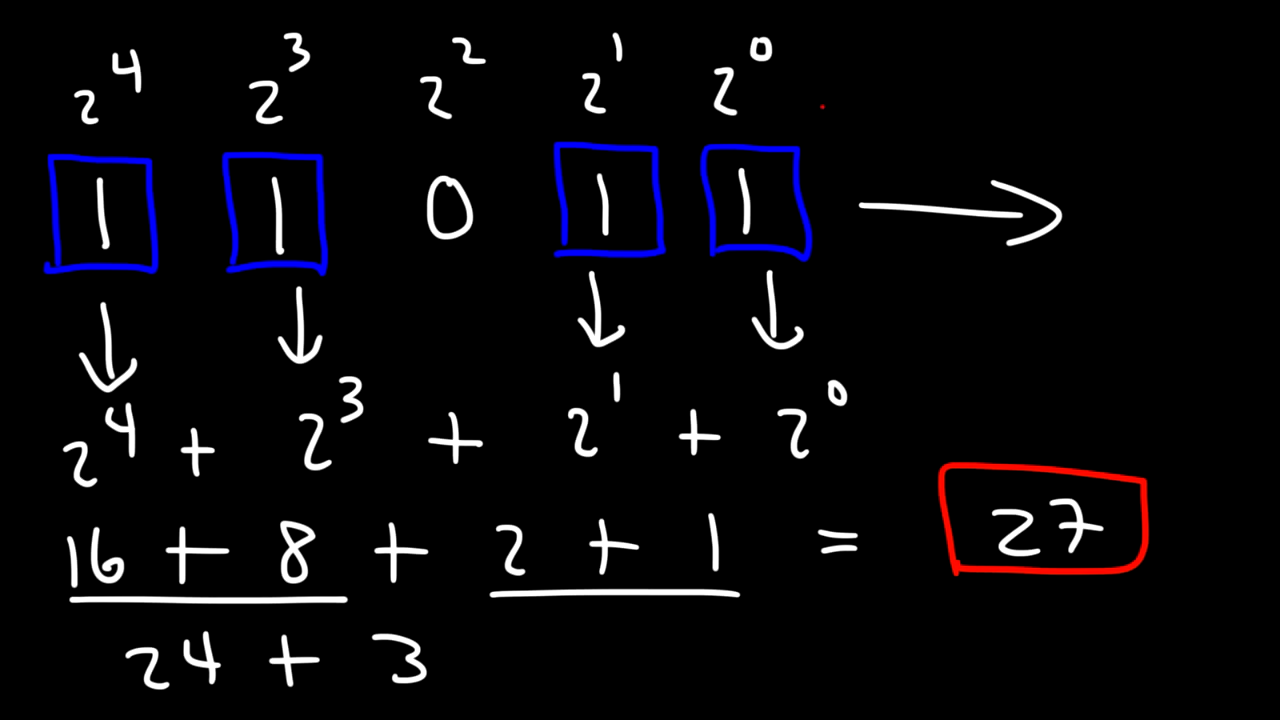 2⁴ 2³ 2² 2¹ 2⁰
1 1 0 1 1 →
↓ ↓ ↓ ↓
2⁴ + 2³ + 2¹ + 2⁰
16 + 8 + 2 + 1 = 27
24 + 3